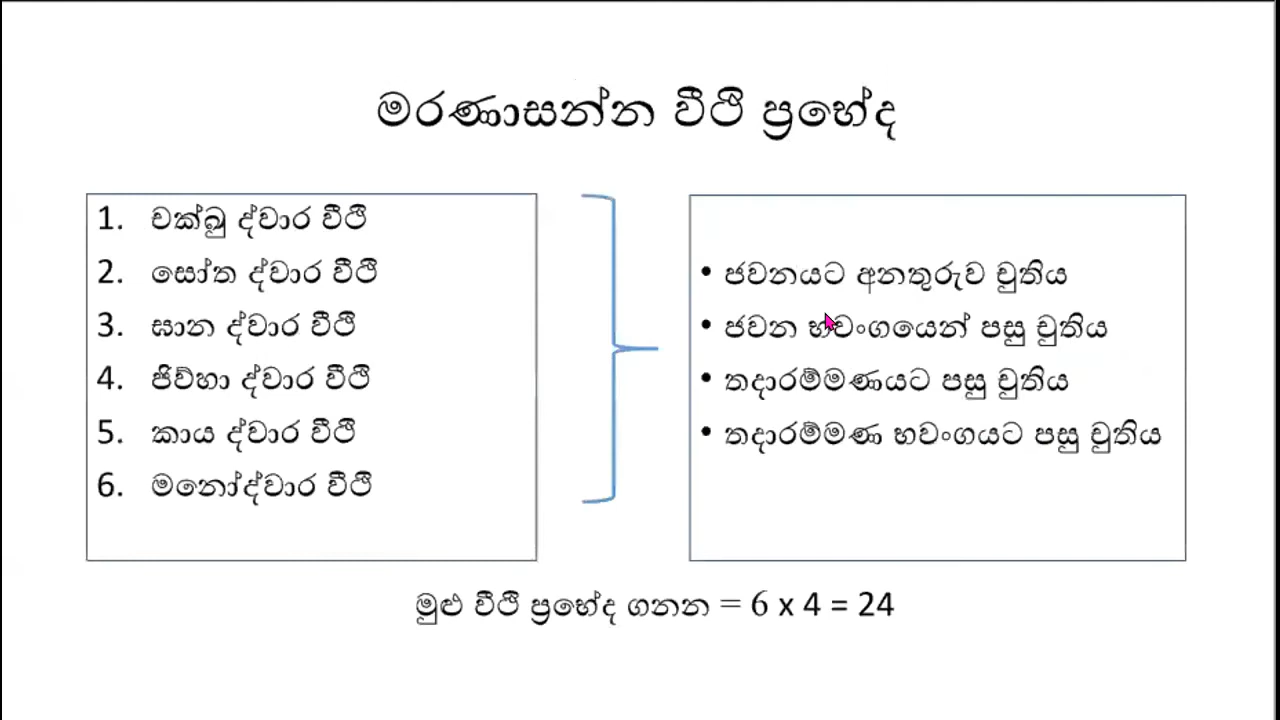 මරණාසන්න වීථි ප්‍රභේද
1. චක්ඛු ද්වාර වීථි
2. සෝත ද්වාර වීථි
3. ඝාන ද්වාර වීථි
4. ජිව්හා ද්වාර වීථි
5. කාය ද්වාර වීථි
6. මනෝද්වාර වීථි
• ජවනයට අනතුරුව චුතිය
• ජවන භවංගයෙන් පසු චුතිය
• තදාරම්මණයට පසු චුතිය
• තදාරම්මණ භවංගයට පසු චුතිය
මුළු වීථි ප්‍රභේද ගනන = 6 x 4 = 24